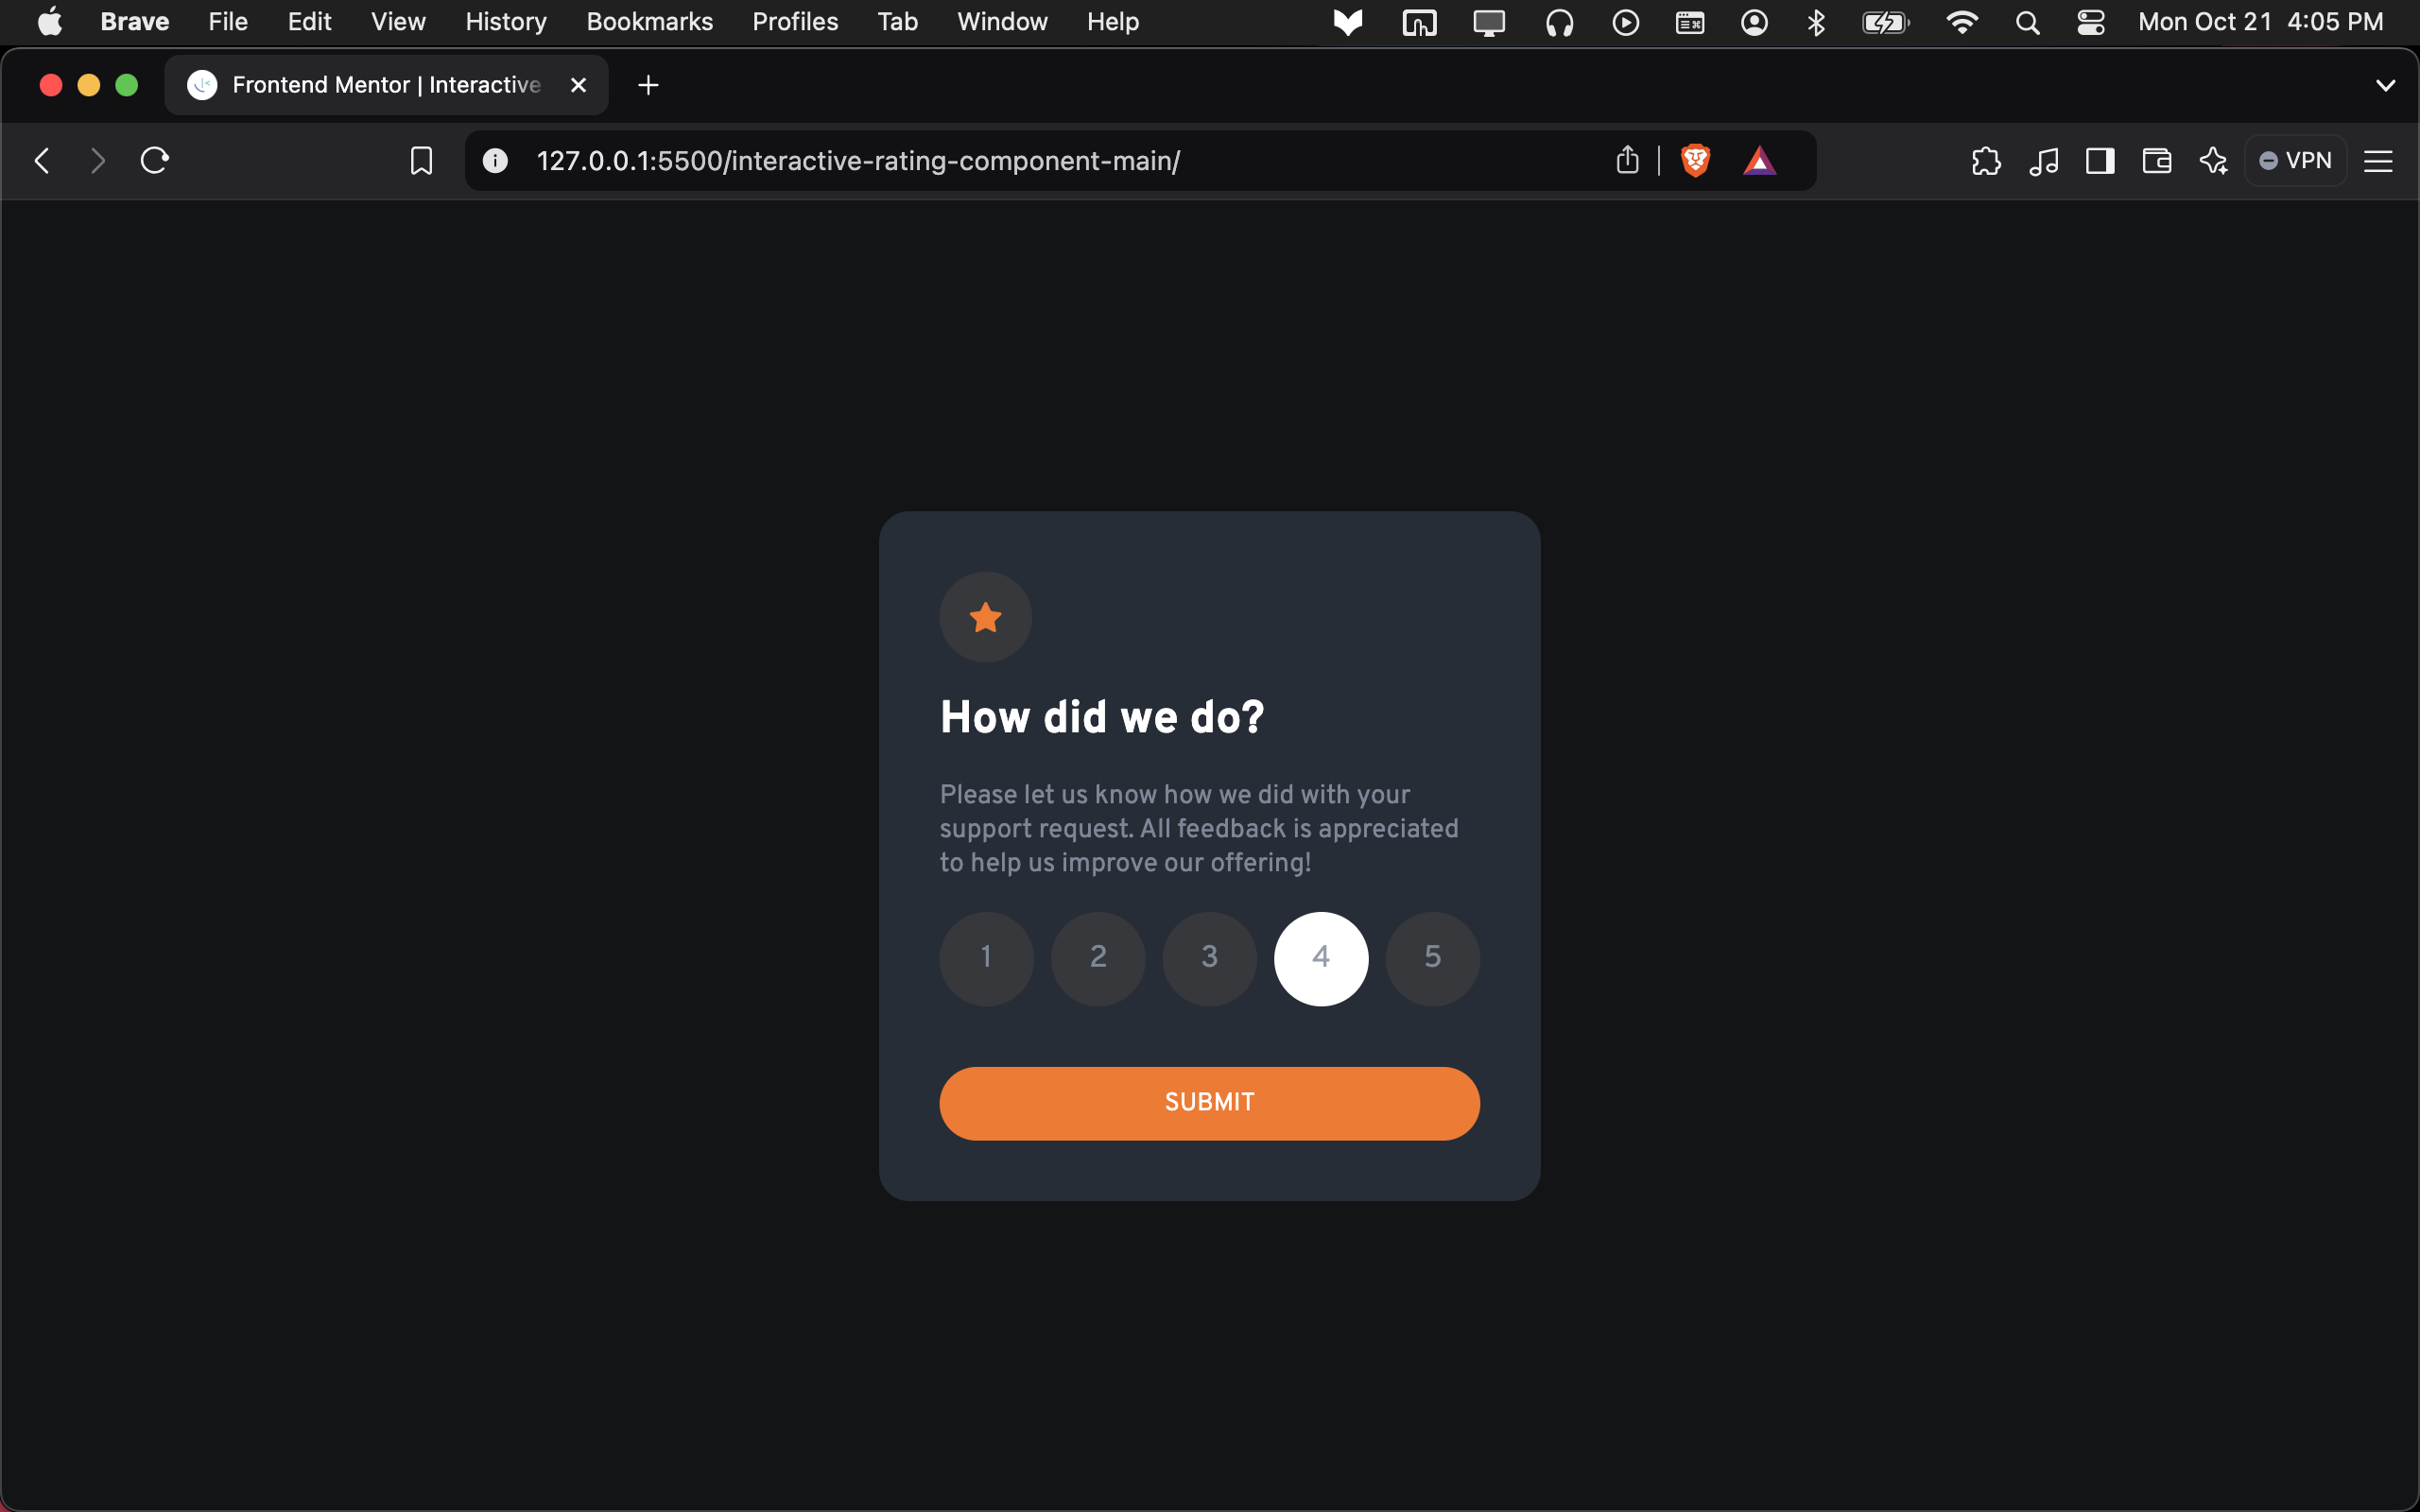 Brave File Edit View History Bookmarks Profiles Tab Window Help Mon Oct 21 4:05 PM
Frontend Mentor | Interactive
127.0.0.1:5500/interactive-rating-component-main/ VPN
How did we do?
Please let us know how we did with your
support request. All feedback is appreciated
to help us improve our offering!
1 2 3 4 5
SUBMIT